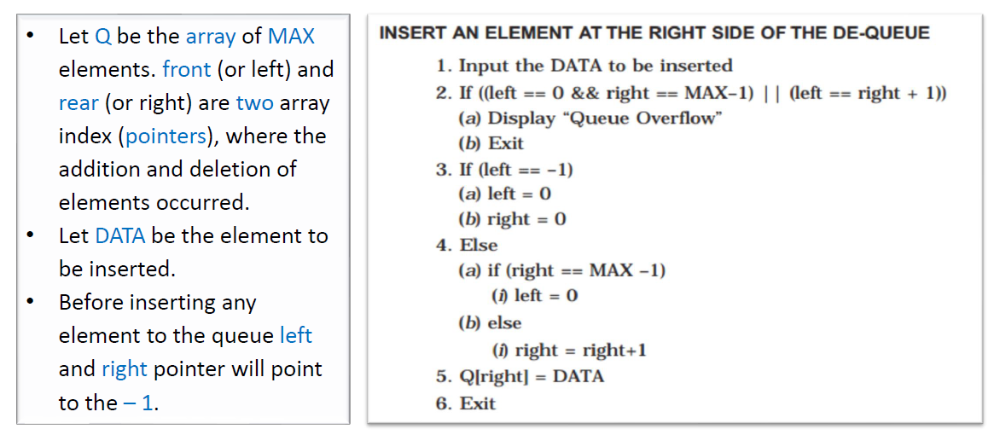 • Let Q be the array of MAX
elements. front (or left) and
rear (or right) are two array
index (pointers), where the
addition and deletion of
elements occurred.
• Let DATA be the element to
be inserted.
• Before inserting any
element to the queue left
and right pointer will point
to the – 1.
INSERT AN ELEMENT AT THE RIGHT SIDE OF THE DE-QUEUE
1. Input the DATA to be inserted
2. If ((left == 0 && right == MAX–1) || (left == right + 1))
(a) Display “Queue Overflow”
(b) Exit
3. If (left == –1)
(a) left = 0
(b) right = 0
4. Else
(a) if (right == MAX –1)
(i) left = 0
(b) else
(i) right = right+1
5. Q[right] = DATA
6. Exit